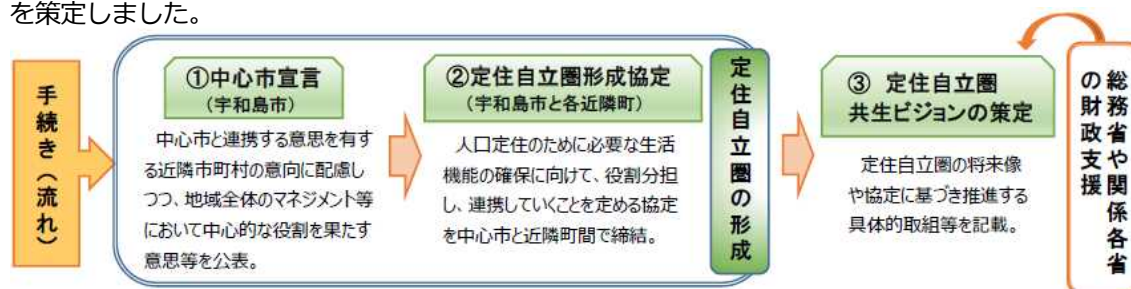 を策定しました。
手続き（流れ）
①中心市宣言
（宇和島市）
中心市と連携する意思を有す
る近隣市町村の意向に配慮し
つつ、地域全体のマネジメント等
において中心的な役割を果たす
意思等を公表。
②定住自立圏形成協定
（宇和島市と各近隣町）
人口定住のために必要な生活
機能の確保に向けて、役割分担
し、連携していくことを定める協定
を中心市と近隣町間で締結。
定住自立圏の形成
③ 定住自立圏
共生ビジョンの策定
定住自立圏の将来像
や協定に基づき推進する
具体的取組等を記載。
総務省や関係各省
の財政支援